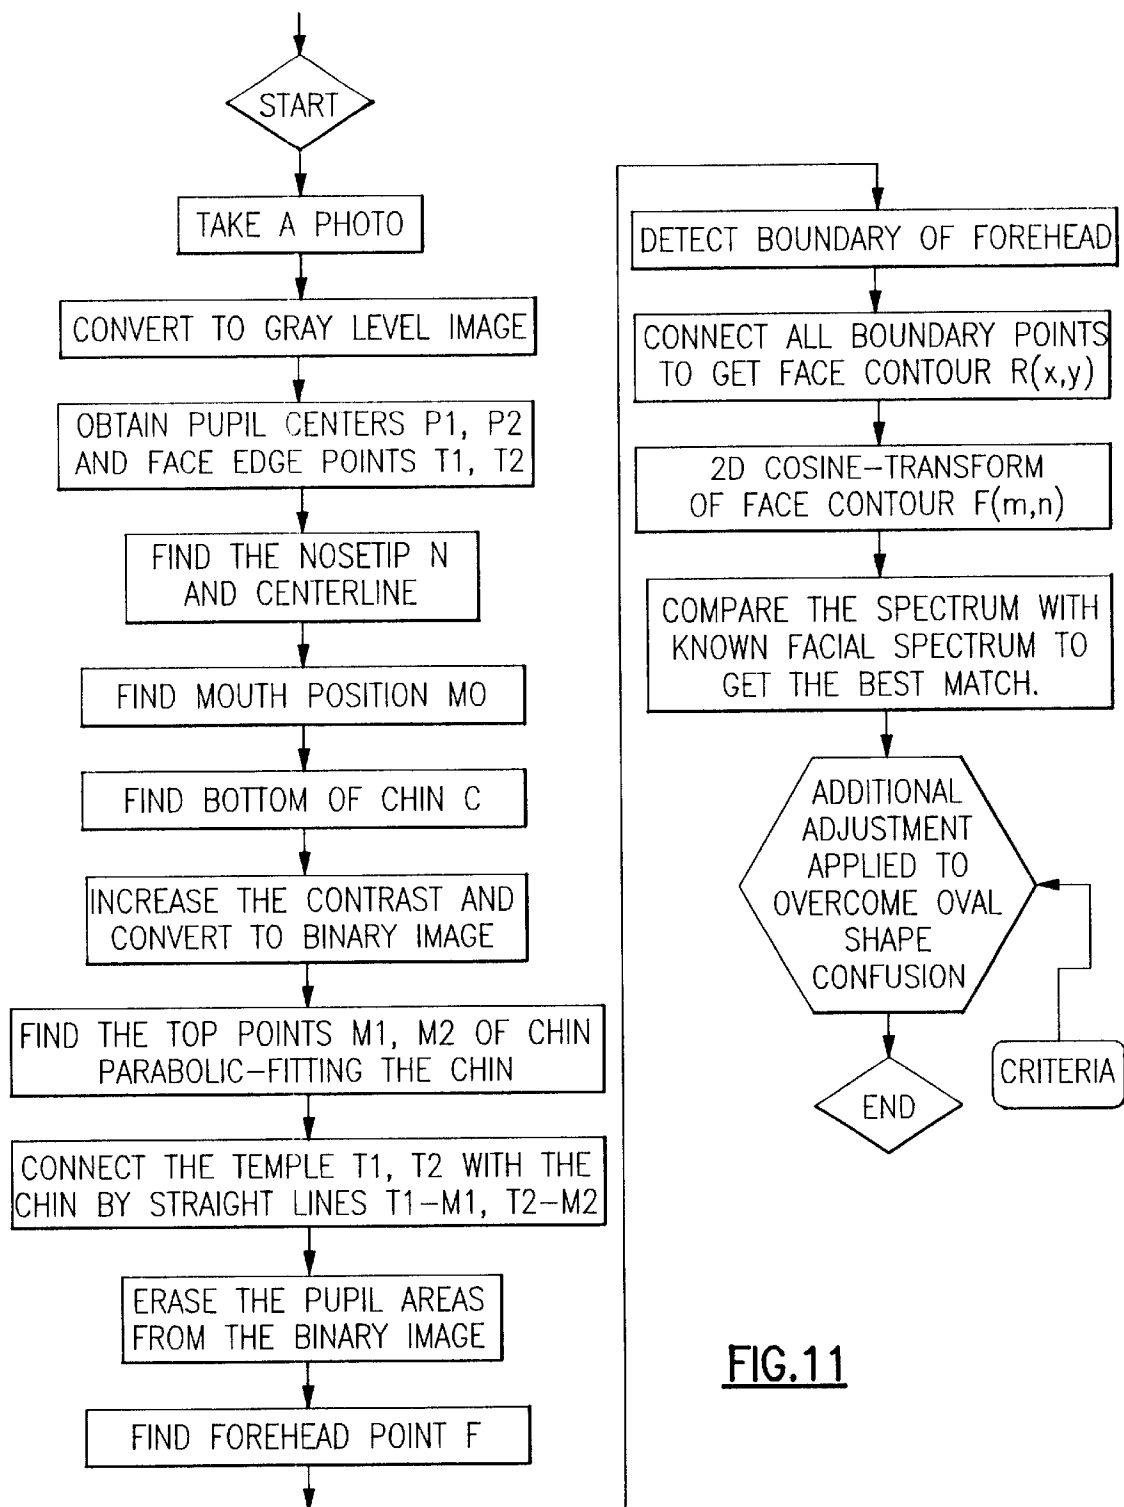 START
TAKE A PHOTO
CONVERT TO GRAY LEVEL IMAGE
OBTAIN PUPIL CENTERS P1, P2
AND FACE EDGE POINTS T1, T2
FIND THE NOSETIP N
AND CENTERLINE
FIND MOUTH POSITION MO
FIND BOTTOM OF CHIN C
INCREASE THE CONTRAST AND
CONVERT TO BINARY IMAGE
FIND THE TOP POINTS M1, M2 OF CHIN
PARABOLIC-FITTING THE CHIN
CONNECT THE TEMPLE T1, T2 WITH THE
CHIN BY STRAIGHT LINES T1-M1, T2-M2
ERASE THE PUPIL AREAS
FROM THE BINARY IMAGE
FIND FOREHEAD POINT F
DETECT BOUNDARY OF FOREHEAD
CONNECT ALL BOUNDARY POINTS
TO GET FACE CONTOUR R(x,y)
2D COSINE-TRANSFORM
OF FACE CONTOUR F(m,n)
COMPARE THE SPECTRUM WITH
KNOWN FACIAL SPECTRUM TO
GET THE BEST MATCH.
ADDITIONAL
ADJUSTMENT
APPLIED TO
OVERCOME OVAL
SHAPE
CONFUSION
CRITERIA
END
FIG.11